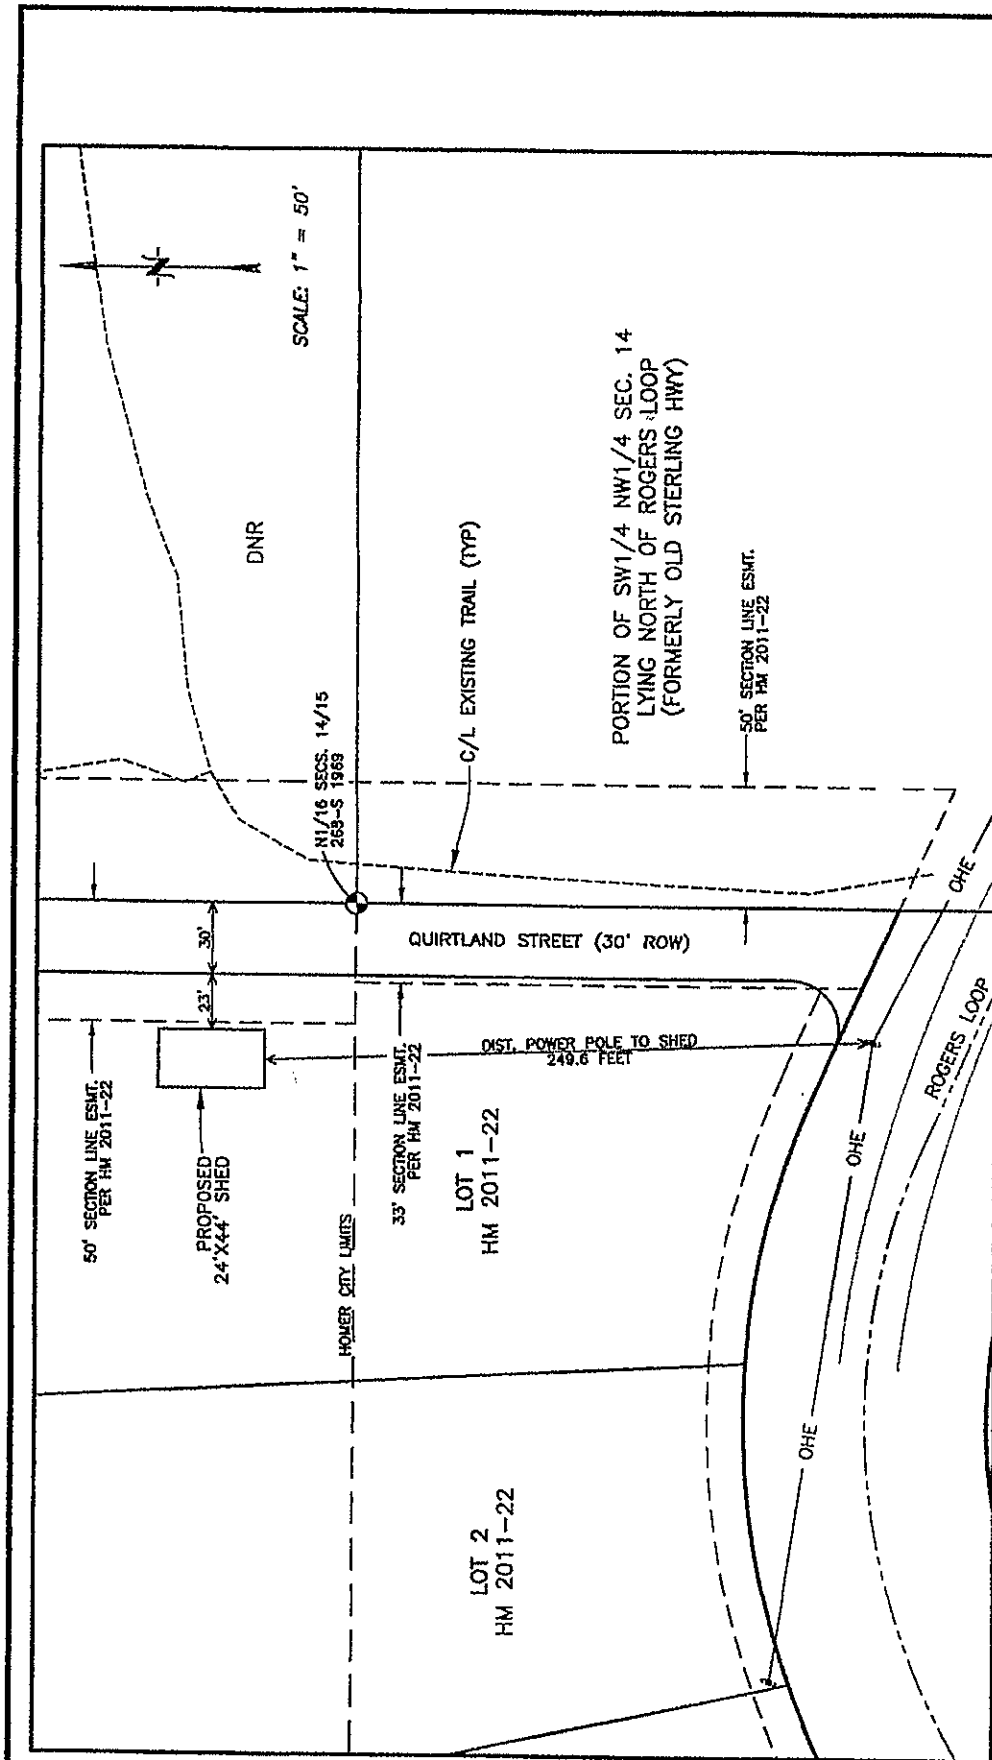 SCALE: 1" = 50'
N
DNR
N1/16 SECS. 14/15
268-S 1969
C/L EXISTING TRAIL (TYP)
PORTION OF SW1/4 NW1/4 SEC. 14
LYING NORTH OF ROGERS LOOP
(FORMERLY OLD STERLING HWY)
50' SECTION LINE ESMT.
PER HM 2011-22
30'
23'
QUIRTLAND STREET (30' ROW)
50' SECTION LINE ESMT.
PER HM 2011-22
PROPOSED
24'X44' SHED
33' SECTION LINE ESMT.
PER HM 2011-22
DIST. POWER POLE TO SHED
249.6 FEET
HOMER CITY LIMITS
LOT 1
HM 2011-22
LOT 2
HM 2011-22
OHE
OHE
OHE
ROGERS LOOP